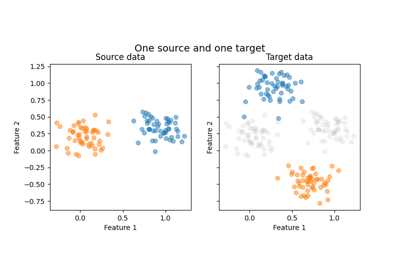 One source and one target
Source data
Target data
1.25
1.00
0.75
0.50
0.25
0.00
−0.25
−0.50
−0.75
Feature 2
Feature 2
0.0
0.5
1.0
0.0
0.5
1.0
Feature 1
Feature 1